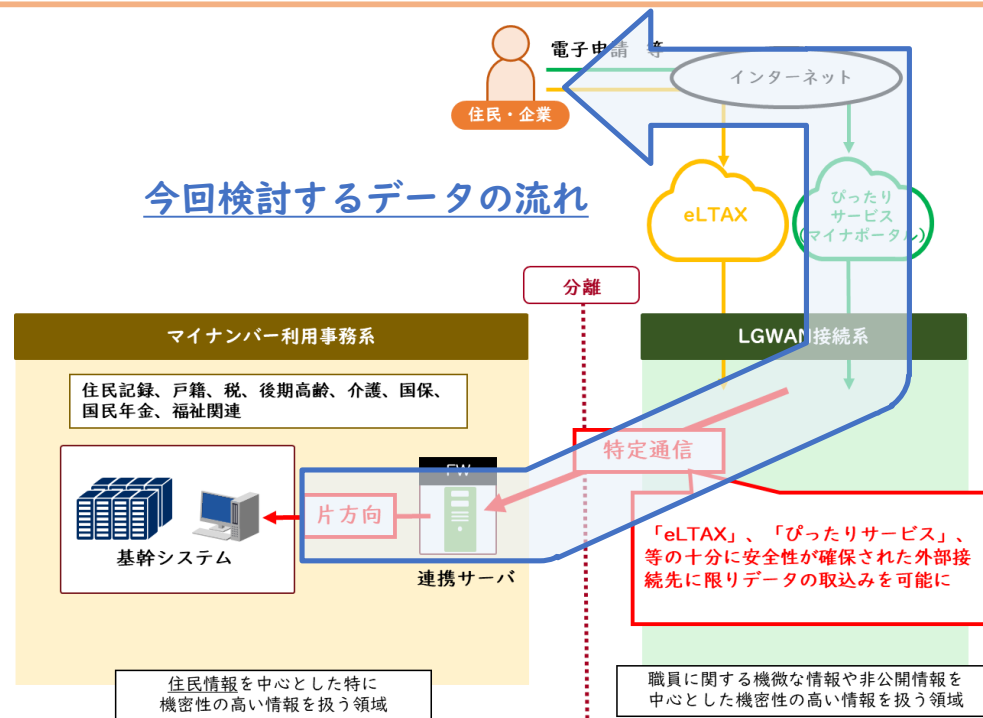 電子申請 等
インターネット
住民・企業
今回検討するデータの流れ
eLTAX
ぴったり
サービス
(マイナポータル)
分離
マイナンバー利用事務系
LGWAN接続系
住民記録、戸籍、税、後期高齢、介護、国保、
国民年金、福祉関連
特定通信
FW
片方向
基幹システム
連携サーバ
「eLTAX」、「ぴったりサービス」、
等の十分に安全性が確保された外部接
続先に限りデータの取込みを可能に
住民情報を中心とした特に
機密性の高い情報を扱う領域
職員に関する機微な情報や非公開情報を
中心とした機密性の高い情報を扱う領域